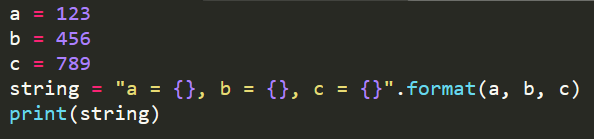 a = 123
b = 456
c = 789
string = "a = {}, b = {}, c = {}".format(a, b, c)
print(string)